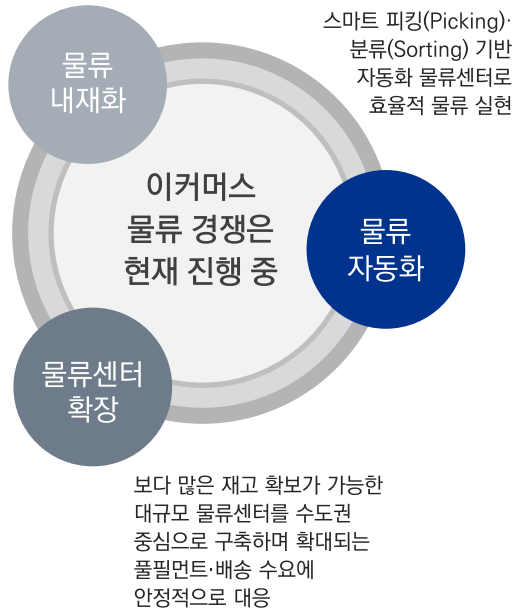 스마트 피킹(Picking)·
분류(Sorting) 기반
자동화 물류센터로
효율적 물류 실현
물류
내재화
이커머스
물류 경쟁은
현재 진행 중
물류
자동화
물류센터
확장
보다 많은 재고 확보가 가능한
대규모 물류센터를 수도권
중심으로 구축하며 확대되는
풀필먼트·배송 수요에
안정적으로 대응